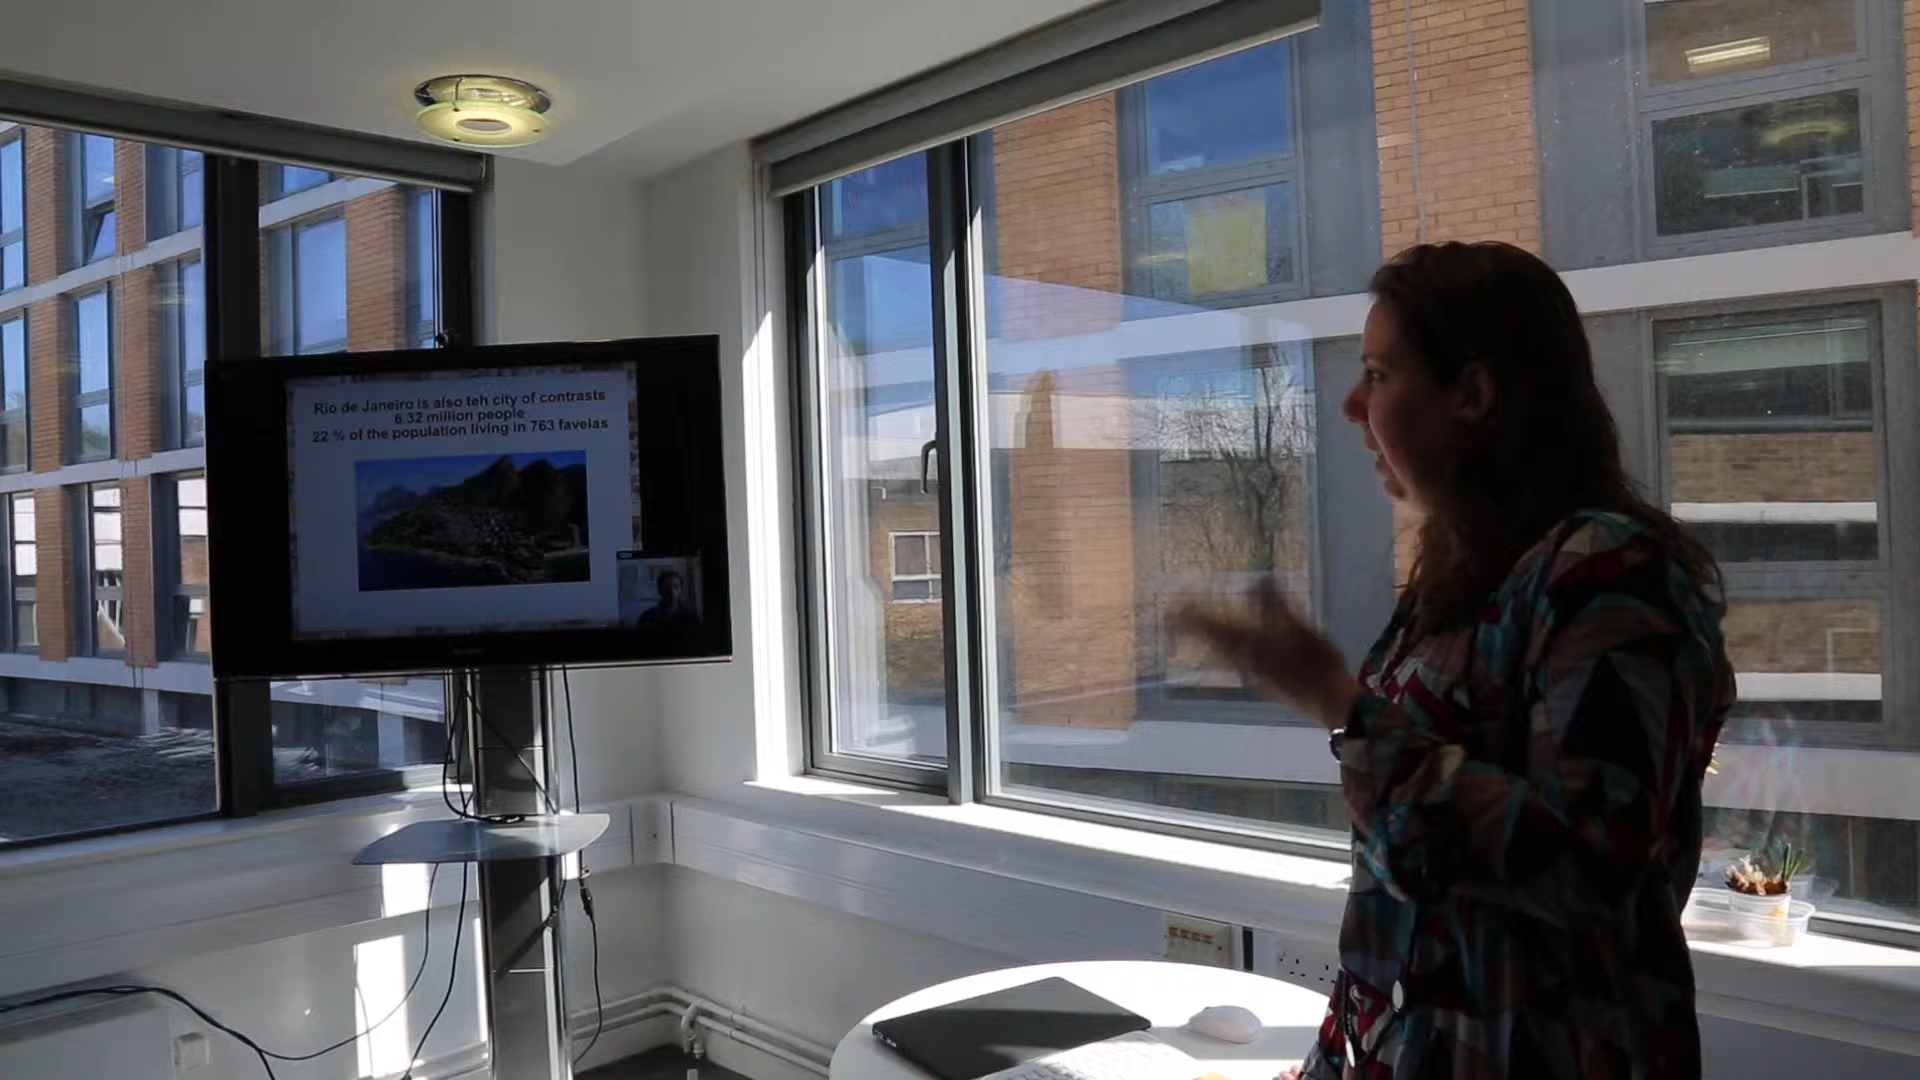 Rio de Janeiro is also teh city of contrasts
6.32 million people
22 % of the population living in 763 favelas